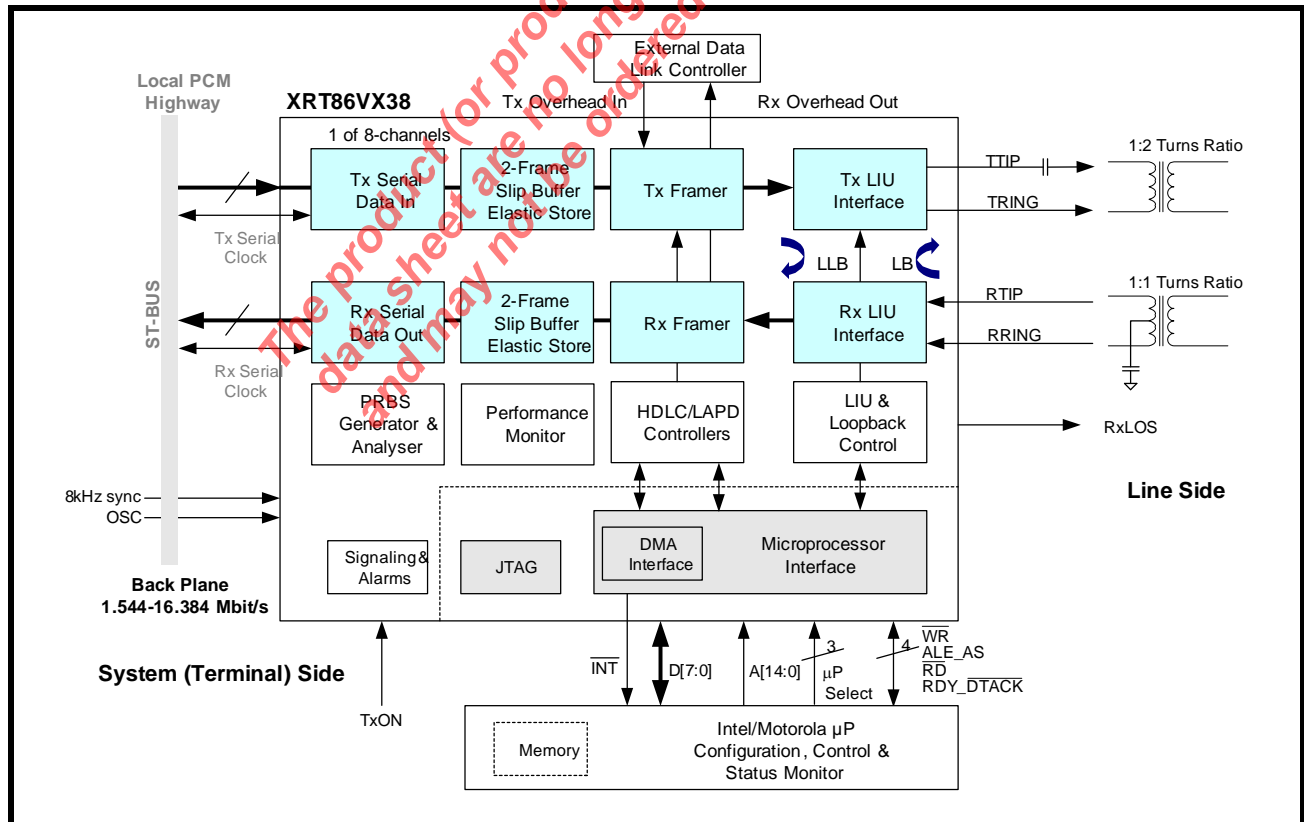 External Data
Link Controller
Local PCM
Highway
XRT86VX38
Tx Overhead In
Rx Overhead Out
1 of 8-channels
Tx Serial
Data In
2-Frame
Slip Buffer
Elastic Store
Tx Framer
Tx LIU
Interface
TTIP
TRING
1:2 Turns Ratio
Tx Serial
Clock
LLB
LB
ST-BUS
Rx Serial
Data Out
2-Frame
Slip Buffer
Elastic Store
Rx Framer
Rx LIU
Interface
RTIP
RRING
1:1 Turns Ratio
Rx Serial
Clock
PRBS
Generator &
Analyser
Performance
Monitor
HDLC/LAPD
Controllers
LIU &
Loopback
Control
RxLOS
8kHz sync
OSC
Line Side
Signaling &
Alarms
JTAG
DMA
Interface
Microprocessor
Interface
Back Plane
1.544-16.384 Mbit/s
System (Terminal) Side
TxON
INT
D[7:0]
A[14:0]
3
µP
Select
4
WR
ALE_AS
RD
RDY_DTACK
Memory
Intel/Motorola µP
Configuration, Control &
Status Monitor
The product (or produ
data sheet are no long
and may not be ordered